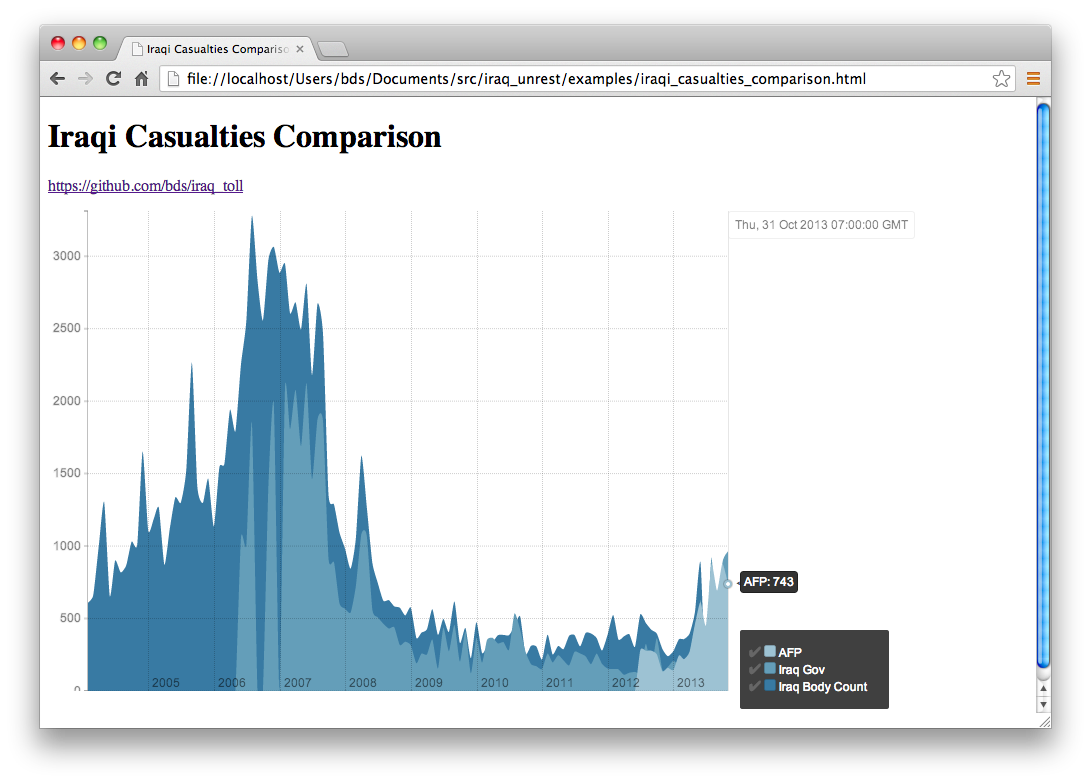 Iraqi Casualties Compariso
file://localhost/Users/bds/Documents/src/iraq_unrest/examples/iraqi_casualties_comparison.html
Iraqi Casualties Comparison
https://github.com/bds/iraq_toll
Thu, 31 Oct 2013 07:00:00 GMT
3000
2500
2000
1500
1000
500
0
2005 2006 2007 2008 2009 2010 2011 2012 2013
AFP: 743
AFP
Iraq Gov
Iraq Body Count